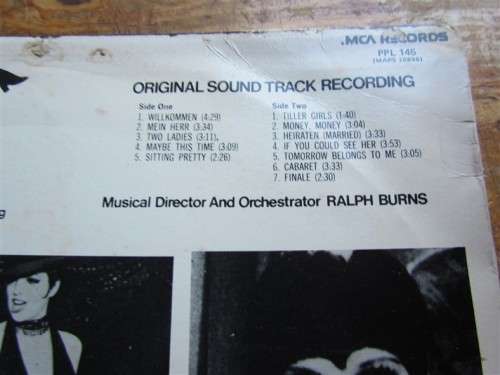 .MCA RECORDS
PPL 145
ORIGINAL SOUND TRACK RECORDING
Side One
1. WILLKOMMEN (4:29)
2. MEIN HERR (3:34)
3. TWO LADIES (3:11),
4. MAYBE THIS TIME (3:09)
5. SITTING PRETTY (2:26)
Side Two
1. TILLER GIRLS (1:40)
2. MONEY, MONEY (3:04)
3. HEIRATEN (MARRIED) (3:33)
4. IF YOU COULD SEE HER (3:53)
5. TOMORROW BELONGS TO ME (3:05)
6. CABARET (3:33)
7. FINALE (2:30)
Musical Director And Orchestrator RALPH BURNS